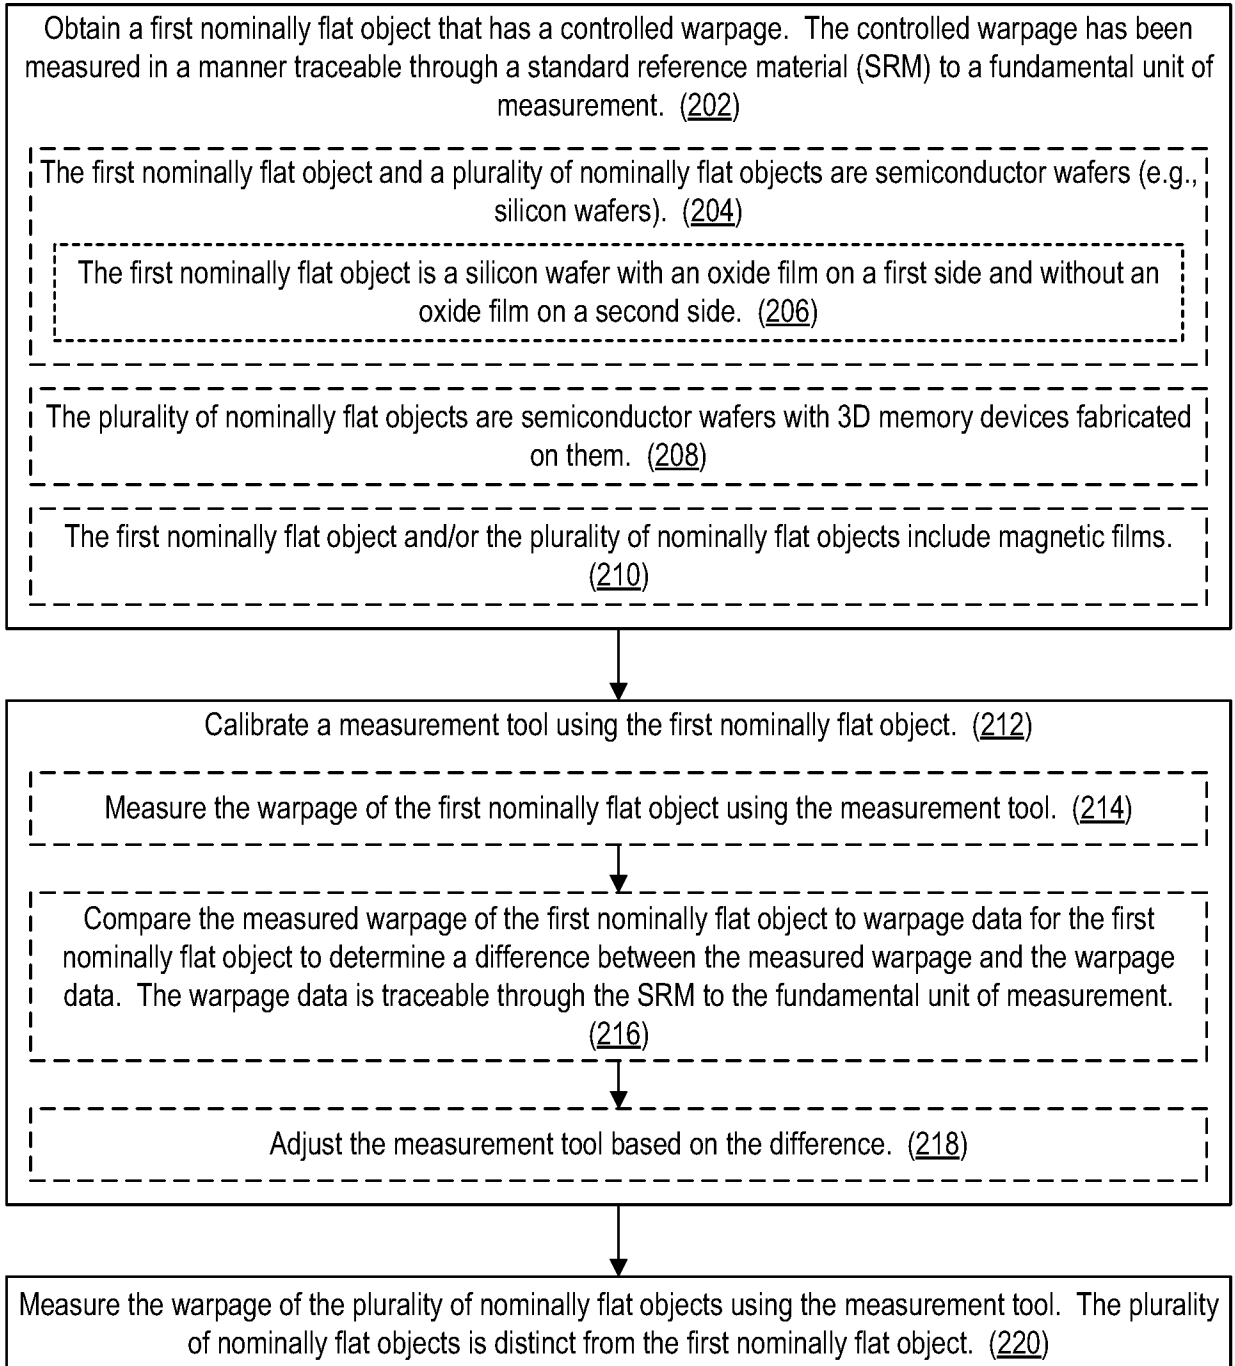 Obtain a first nominally flat object that has a controlled warpage. The controlled warpage has been
measured in a manner traceable through a standard reference material (SRM) to a fundamental unit of
measurement. (202)
The first nominally flat object and a plurality of nominally flat objects are semiconductor wafers (e.g.,
silicon wafers). (204)
The first nominally flat object is a silicon wafer with an oxide film on a first side and without an
oxide film on a second side. (206)
The plurality of nominally flat objects are semiconductor wafers with 3D memory devices fabricated
on them. (208)
The first nominally flat object and/or the plurality of nominally flat objects include magnetic films.
(210)
Calibrate a measurement tool using the first nominally flat object. (212)
Measure the warpage of the first nominally flat object using the measurement tool. (214)
Compare the measured warpage of the first nominally flat object to warpage data for the first
nominally flat object to determine a difference between the measured warpage and the warpage
data. The warpage data is traceable through the SRM to the fundamental unit of measurement.
(216)
Adjust the measurement tool based on the difference. (218)
Measure the warpage of the plurality of nominally flat objects using the measurement tool. The plurality
of nominally flat objects is distinct from the first nominally flat object. (220)